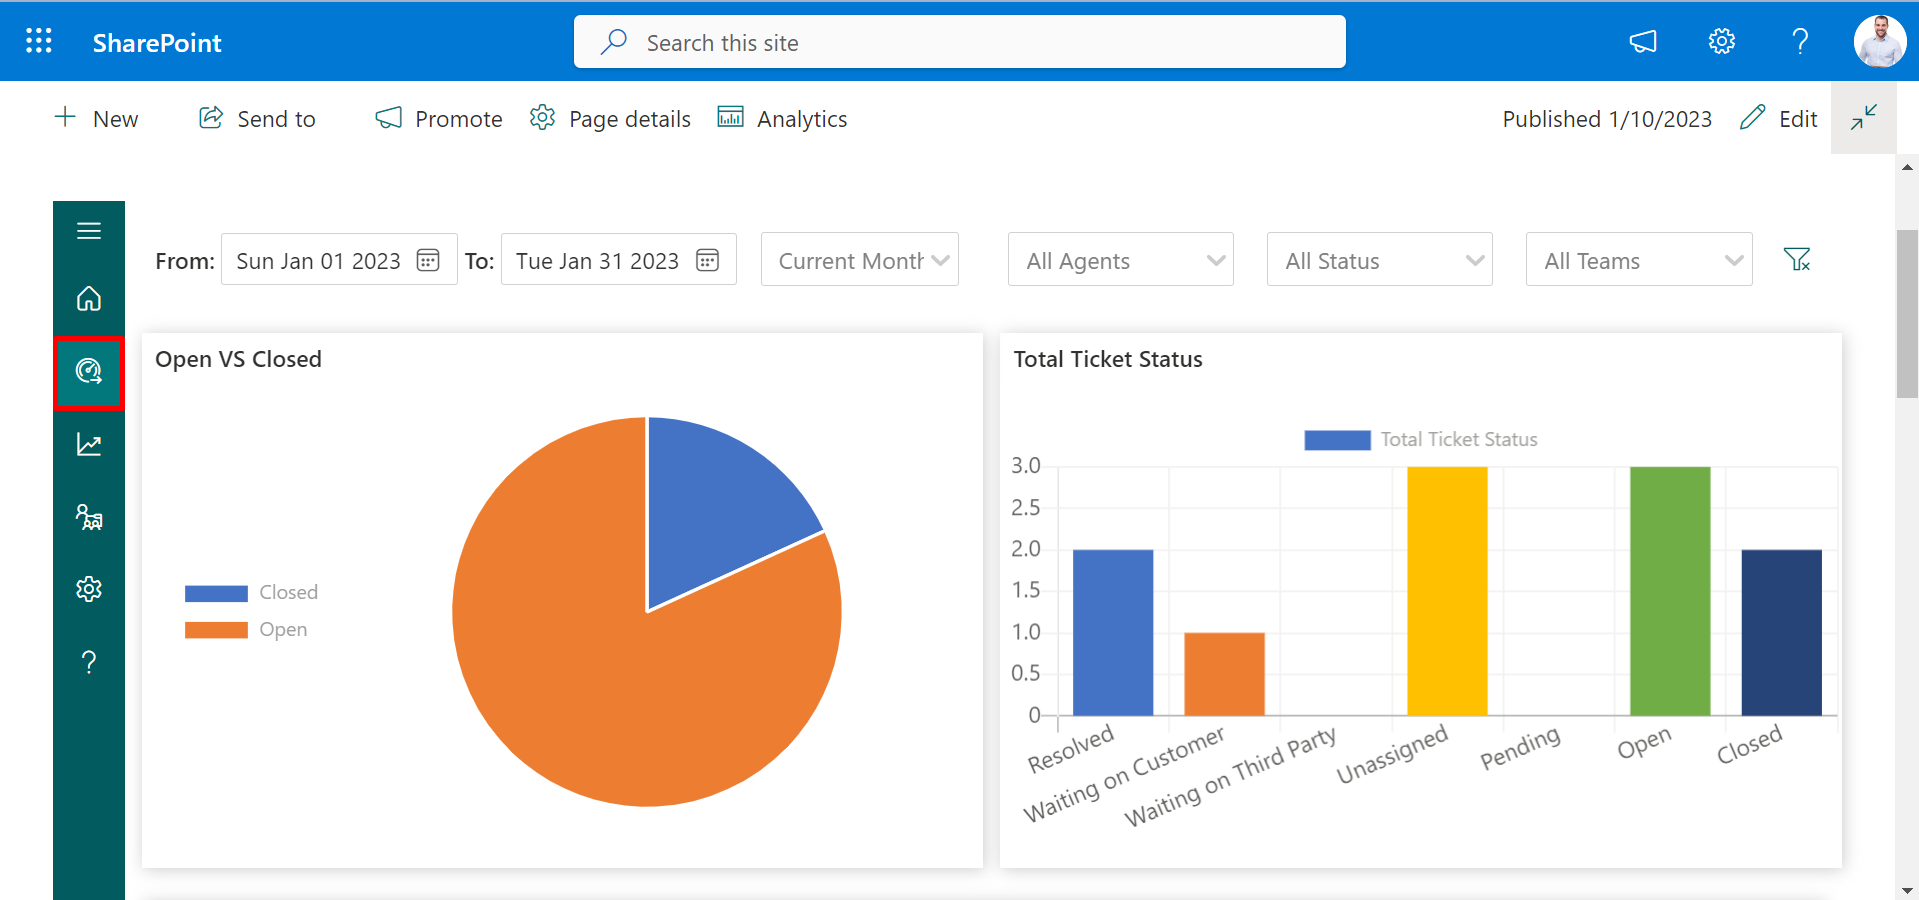 SharePoint
Search this site
New
Send to
Promote
Page details
Analytics
Published 1/10/2023
Edit
From:
Sun Jan 01 2023
To:
Tue Jan 31 2023
Current Month
All Agents
All Status
All Teams
Open VS Closed
Closed
Open
Total Ticket Status
Total Ticket Status
3.0
2.5
2.0
1.5
1.0
0.5
0
Resolved
Waiting on Customer
Waiting on Third Party
Unassigned
Pending
Open
Closed